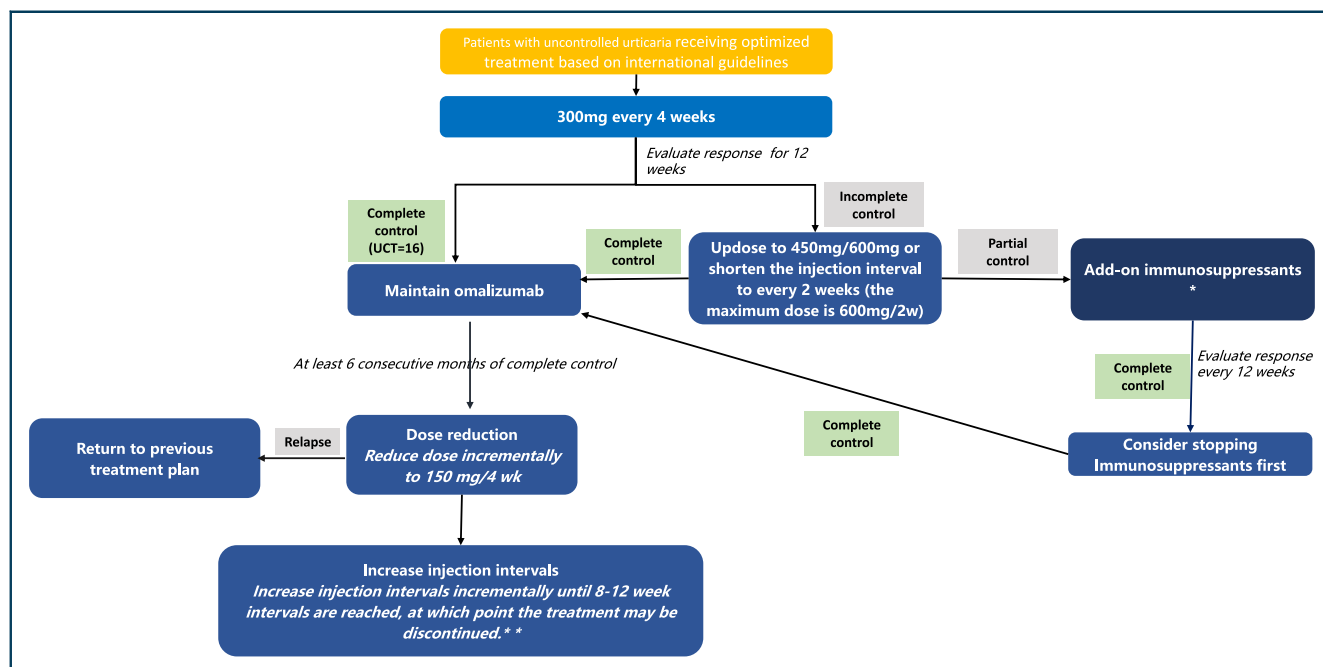 Patients with uncontrolled urticaria receiving optimized
treatment based on international guidelines
300mg every 4 weeks
Evaluate response for 12
weeks
Complete
control
(UCT=16)
Incomplete
control
Complete
control
Updose to 450mg/600mg or
shorten the injection interval
to every 2 weeks (the
maximum dose is 600mg/2w)
Partial
control
Add-on immunosuppressants
*
Maintain omalizumab
At least 6 consecutive months of complete control
Complete
control
Evaluate response
every 12 weeks
Complete
control
Consider stopping
Immunosuppressants first
Return to previous
treatment plan
Relapse
Dose reduction
Reduce dose incrementally
to 150 mg/4 wk
Increase injection intervals
Increase injection intervals incrementally until 8-12 week
intervals are reached, at which point the treatment may be
discontinued.* *